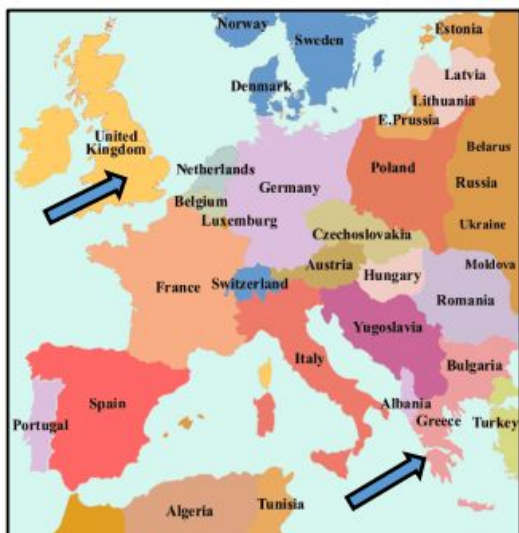 Norway
Sweden
Estonia
Latvia
Denmark
Lithuania
E.Prussia
United
Kingdom
Belarus
Netherlands
Poland
Germany
Russia
Belgium
Luxemburg
Ukraine
Czechoslovakia
Austria
Moldova
France
Switzerland
Hungary
Romania
Yugoslavia
Italy
Bulgaria
Spain
Albania
Portugal
Greece
Turkey
Tunisia
Algeria